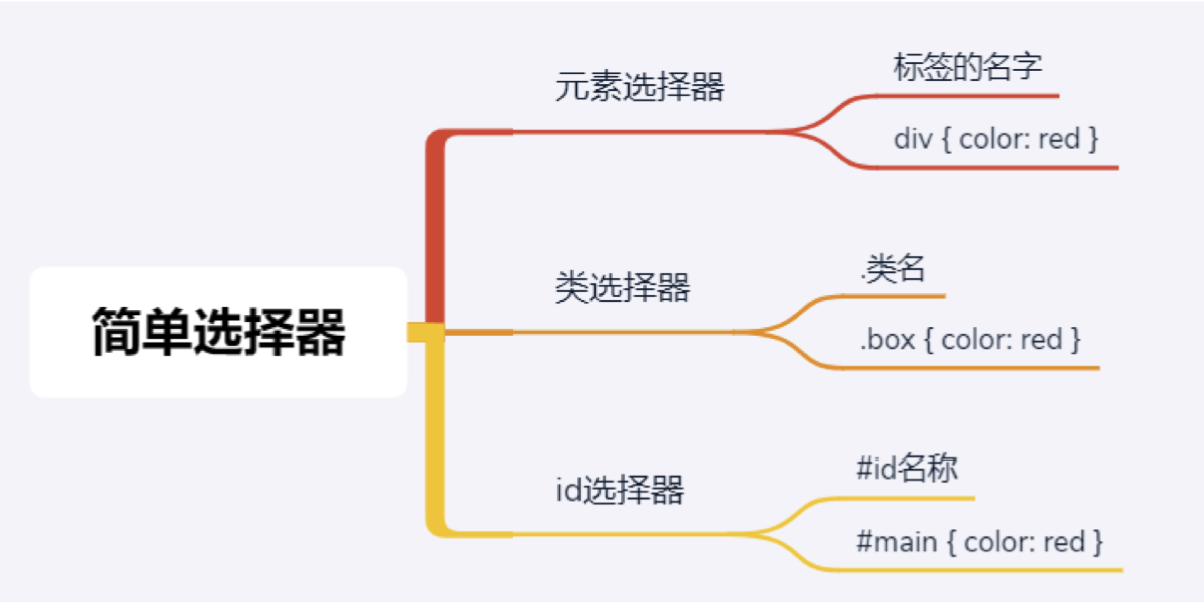 简单选择器
元素选择器
标签的名字
div { color: red }
类选择器
.类名
.box { color: red }
id选择器
#id名称
#main { color: red }